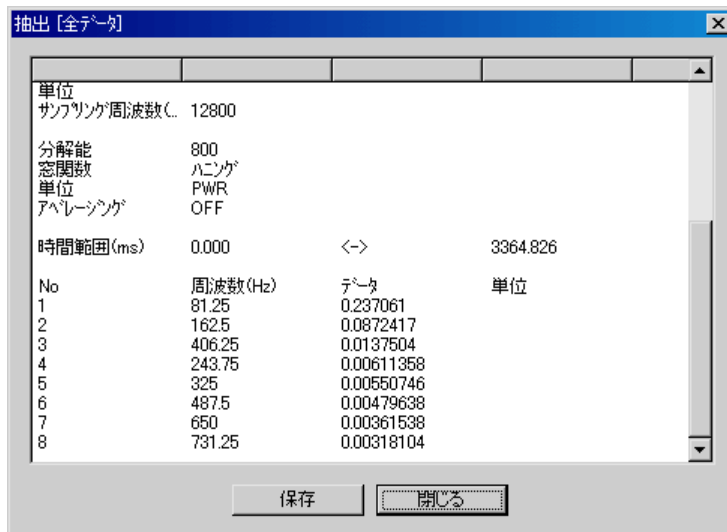 抽出 [全ﾃﾞｰﾀ]
単位
ｻﾝﾌﾟﾘﾝｸﾞ周波数(... 12800
分解能 800
窓関数 ﾊﾆﾝｸﾞ
単位 PWR
ｱﾍﾞﾚｰｼﾞﾝｸﾞ OFF
時間範囲(ms) 0.000 <-> 3364.826
No 周波数(Hz) ﾃﾞｰﾀ 単位
1 81.25 0.237061
2 162.5 0.0872417
3 406.25 0.0137504
4 243.75 0.00611358
5 325 0.00550746
6 487.5 0.00479638
7 650 0.00361538
8 731.25 0.00318104
保存 閉じる